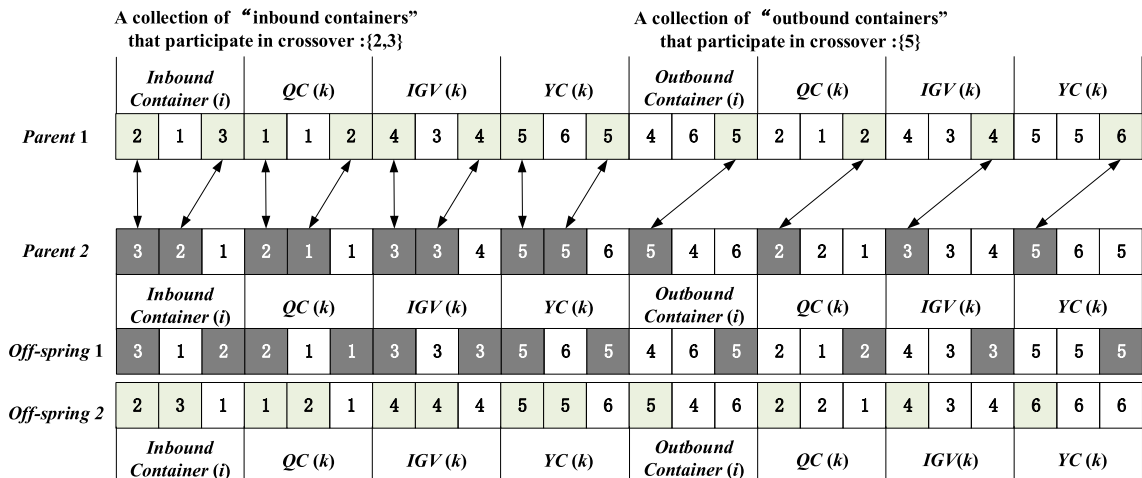 A collection of “inbound containers” that participate in crossover :{2,3}
A collection of “outbound containers” that participate in crossover :{5}
Inbound Container (i) QC (k) IGV (k) YC (k) Outbound Container (i) QC (k) IGV (k) YC (k)
Parent 1 2 1 3 1 1 2 4 3 4 5 6 5 4 6 5 2 1 2 4 3 4 5 5 6
Parent 2 3 2 1 2 1 1 3 3 4 5 5 6 5 4 6 2 2 1 3 3 4 5 6 5
Inbound Container (i) QC (k) IGV (k) YC (k) Outbound Container (i) QC (k) IGV (k) YC (k)
Off-spring 1 3 1 2 2 1 1 3 3 3 5 6 5 4 6 5 2 1 2 4 3 3 5 5 5
Off-spring 2 2 3 1 1 2 1 4 4 4 5 5 6 5 4 6 2 2 1 4 3 4 6 6 6
Inbound Container (i) QC (k) IGV (k) YC (k) Outbound Container (i) QC (k) IGV(k) YC (k)